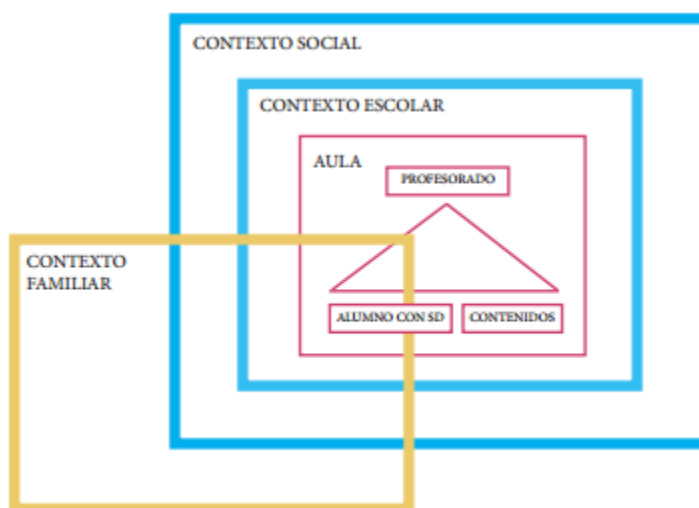 CONTEXTO SOCIAL
CONTEXTO ESCOLAR
AULA
PROFESORADO
CONTEXTO
FAMILIAR
ALUMNO CON SD
CONTENIDOS